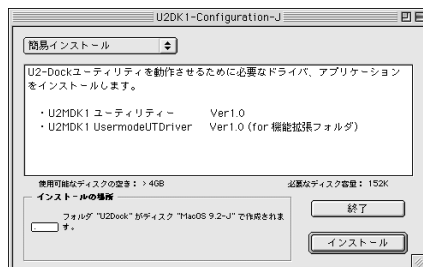 U2DK1-Configuration-J
簡易インストール
U2-Dockユーティリティを動作させるために必要なドライバ、アプリケーション
をインストールします。
・U2MDK1 ユーティリティー Ver1.0
・U2MDK1 UsermodeUTDriver Ver1.0 (for 機能拡張フォルダ)
使用可能なディスクの空き：> 4GB 必要なディスク容量：152K
インストールの場所
フォルダ “U2Dock” がディスク “MacOS 9.2-J” で作成されま
す。
終了
インストール